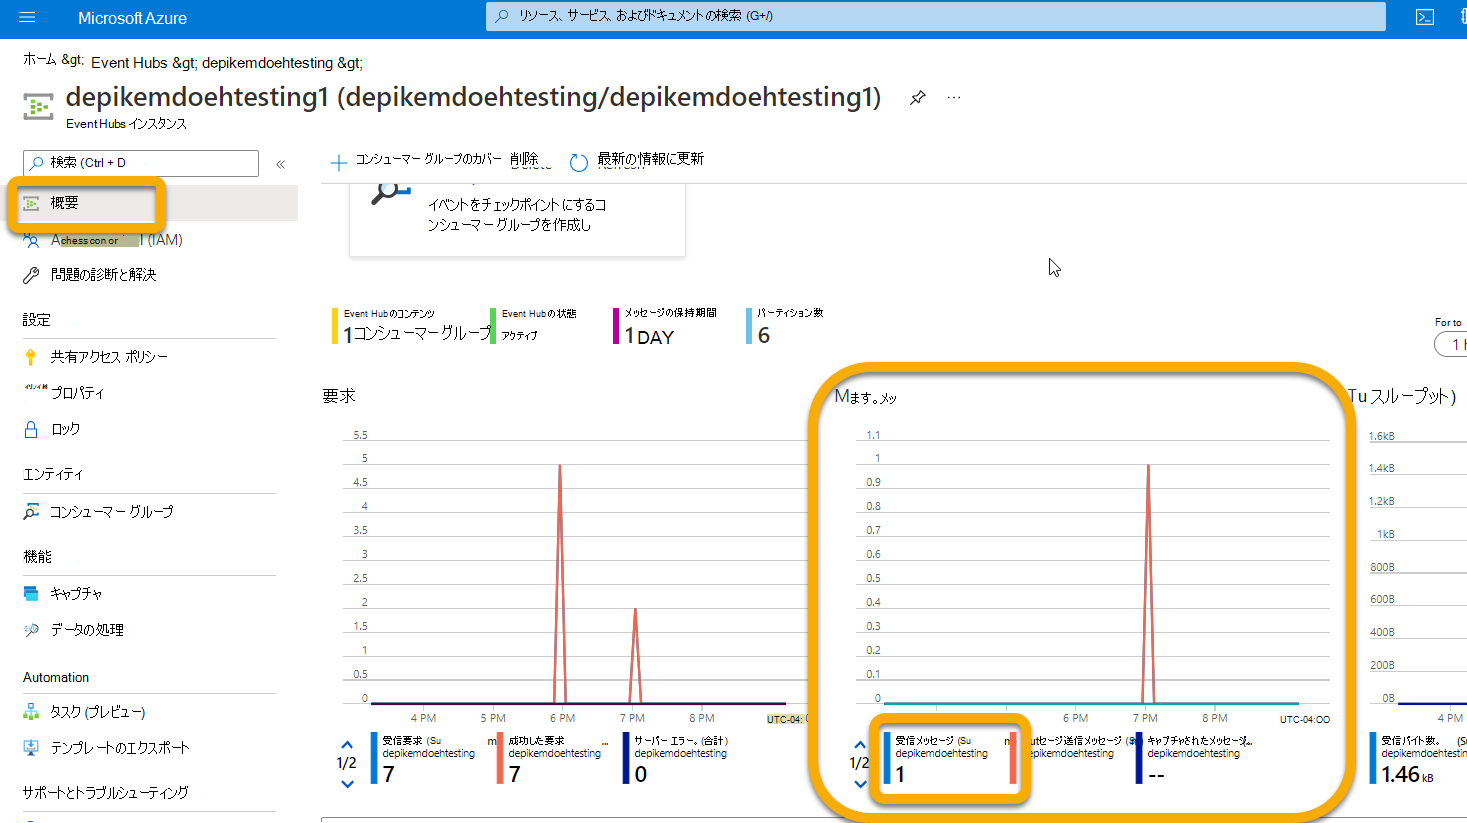 Microsoft Azure
リソース、サービス、およびドキュメントの検索 (G+/)
ホーム &gt; Event Hubs &gt; depikemdoehtesting &gt;
depikemdoehtesting1 (depikemdoehtesting/depikemdoehtesting1)
Event Hubs インスタンス
検索 (Ctrl + D
«
コンシューマー グループのカバー
削除
最新の情報に更新
概要
Achess con or l (IAM)
問題の診断と解決
設定
共有アクセス ポリシー
プロパティ
ロック
エンティティ
コンシューマー グループ
機能
キャプチャ
データの処理
Automation
タスク (プレビュー)
テンプレートのエクスポート
サポートとトラブルシューティング
イベントをチェックポイントにするコ
ンシューマー グループを作成し
Event Hub のコンテンツ
1コンシューマー グループ
Event Hub の状態
アクティブ
メッセージの保持期間
1 DAY
パーティション数
6
For to
1 h
要求
5.5
5
4.5
4
3.5
3
2.5
2
1.5
1
0.5
0
4 PM 5 PM 6 PM 7 PM 8 PM UTC-04:
1/2
受信要求 (Su
depikemdoehtesting
7
成功した要求 ...
depikemdoehtesting
7
サーバー エラー。(合計)
depikemdoehtesting
0
Mます。メッ
1.1
1
0.9
0.8
0.7
0.6
0.5
0.4
0.3
0.2
0.1
0
6 PM 7 PM 8 PM UTC-04:OO
1/2
受信メッセージ (Su
depikemdoehtesting
1
セージ送信メッセージ
depikemdoehtesting
キャプチャされたメッセージ
depikemdoehtesting
--
Tu スループット)
1.6kB
1.4kB
1.2kB
1kB
800B
600B
400B
200B
0B
4 PM
受信バイト数。 (S
depikemdoehtesting
1.46 kB